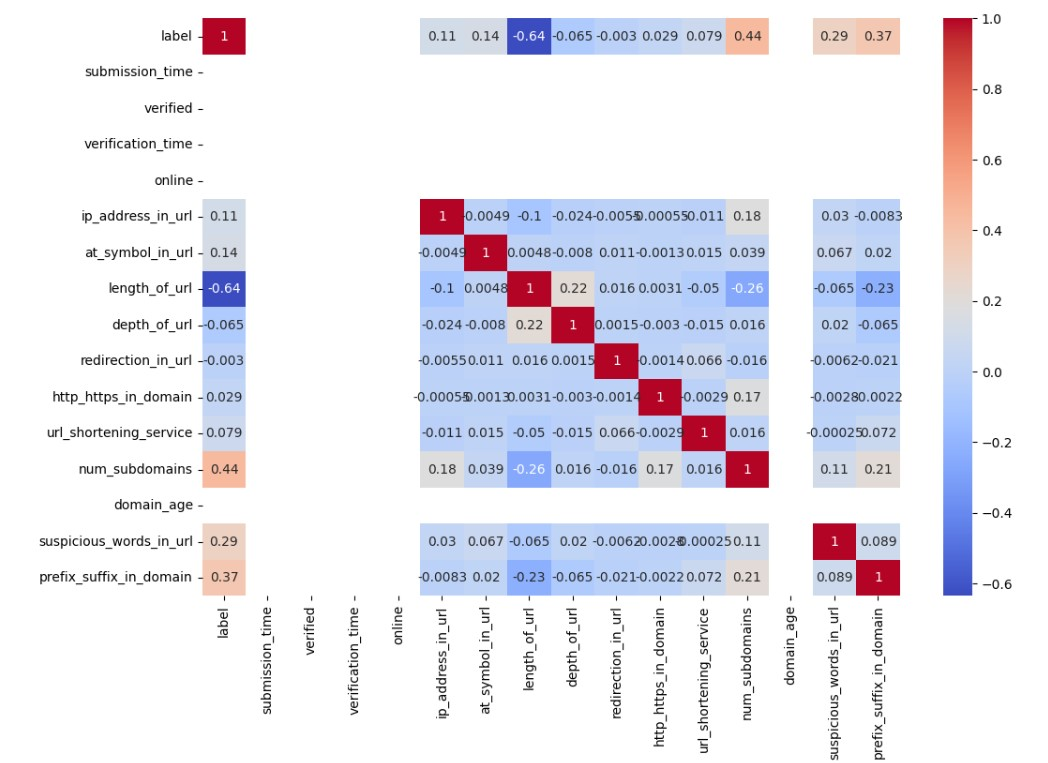 label 1 0.11 0.14 -0.64 -0.065 -0.003 0.029 0.079 0.44 0.29 0.37
submission_time
verified
verification_time
online
ip_address_in_url 0.11 1 -0.0049 -0.1 -0.024 -0.0055 -0.00055 -0.011 0.18 0.03 -0.0083
at_symbol_in_url 0.14 -0.0049 1 0.0048 -0.008 0.011 -0.0013 0.015 0.039 0.067 0.02
length_of_url -0.64 -0.1 0.0048 1 0.22 0.016 0.0031 -0.05 -0.26 -0.065 -0.23
depth_of_url -0.065 -0.024 -0.008 0.22 1 0.0015 -0.003 -0.015 0.016 0.02 -0.065
redirection_in_url -0.003 -0.0055 0.011 0.016 0.0015 1 -0.0014 0.066 -0.016 -0.0062 -0.021
http_https_in_domain 0.029 -0.00055 -0.0013 0.0031 -0.003 -0.0014 1 -0.0029 0.17 -0.0028 -0.0022
url_shortening_service 0.079 -0.011 0.015 -0.05 -0.015 0.066 -0.0029 1 0.016 -0.00025 0.072
num_subdomains 0.44 0.18 0.039 -0.26 0.016 -0.016 0.17 0.016 1 0.11 0.21
domain_age
suspicious_words_in_url 0.29 0.03 0.067 -0.065 0.02 -0.0062 -0.0028 -0.00025 0.11 1 0.089
prefix_suffix_in_domain 0.37 -0.0083 0.02 -0.23 -0.065 -0.021 -0.0022 0.072 0.21 0.089 1
label
submission_time
verified
verification_time
online
ip_address_in_url
at_symbol_in_url
length_of_url
depth_of_url
redirection_in_url
http_https_in_domain
url_shortening_service
num_subdomains
domain_age
suspicious_words_in_url
prefix_suffix_in_domain
1.0
0.8
0.6
0.4
0.2
0.0
−0.2
−0.4
−0.6